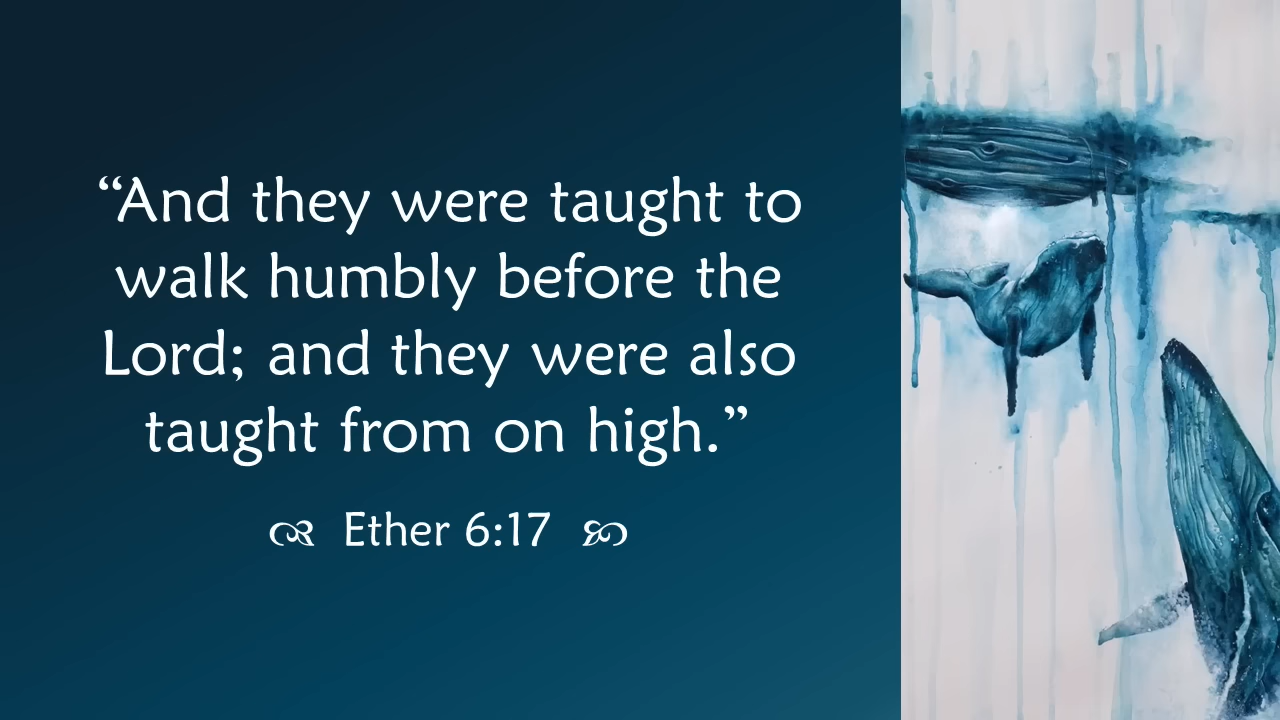 “And they were taught to
walk humbly before the
Lord; and they were also
taught from on high.”
Ether 6:17